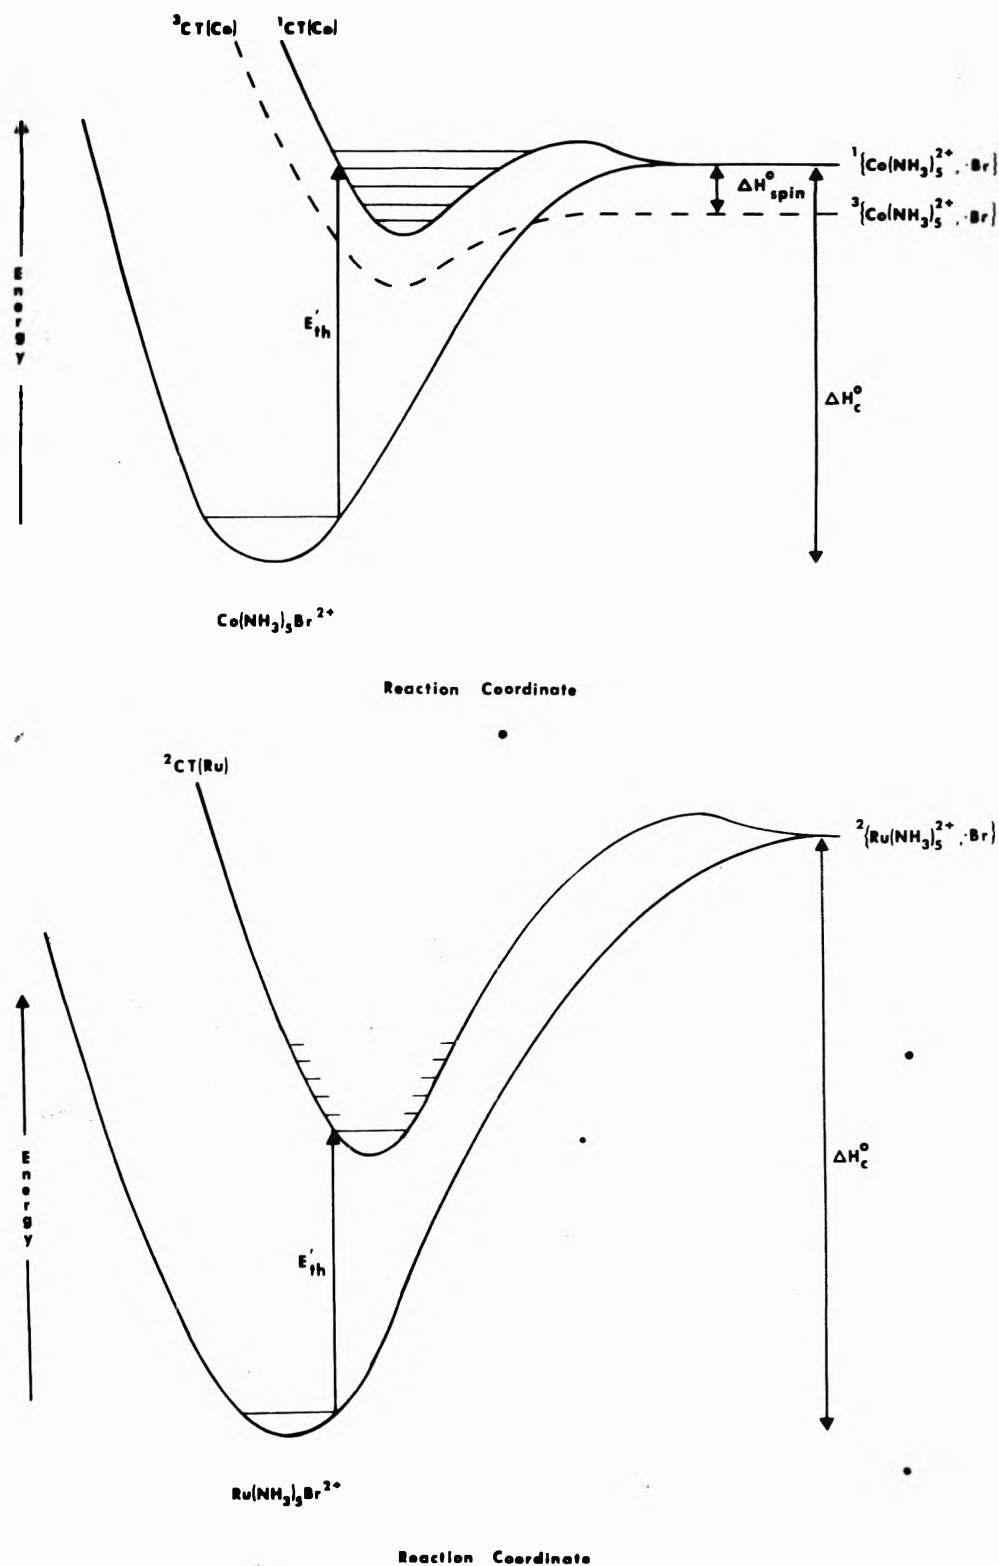 ³CT(Co) ¹CT(Co)
¹{Co(NH₃)₅²⁺, ·Br}
ΔH°spin
³{Co(NH₃)₅²⁺, ·Br}
E'th
Energy
ΔH°c
Co(NH₃)₅Br²⁺
Reaction Coordinate
²CT(Ru)
²{Ru(NH₃)₅²⁺, ·Br}
Energy
ΔH°c
E'th
Ru(NH₃)₅Br²⁺
Reaction Coordinate